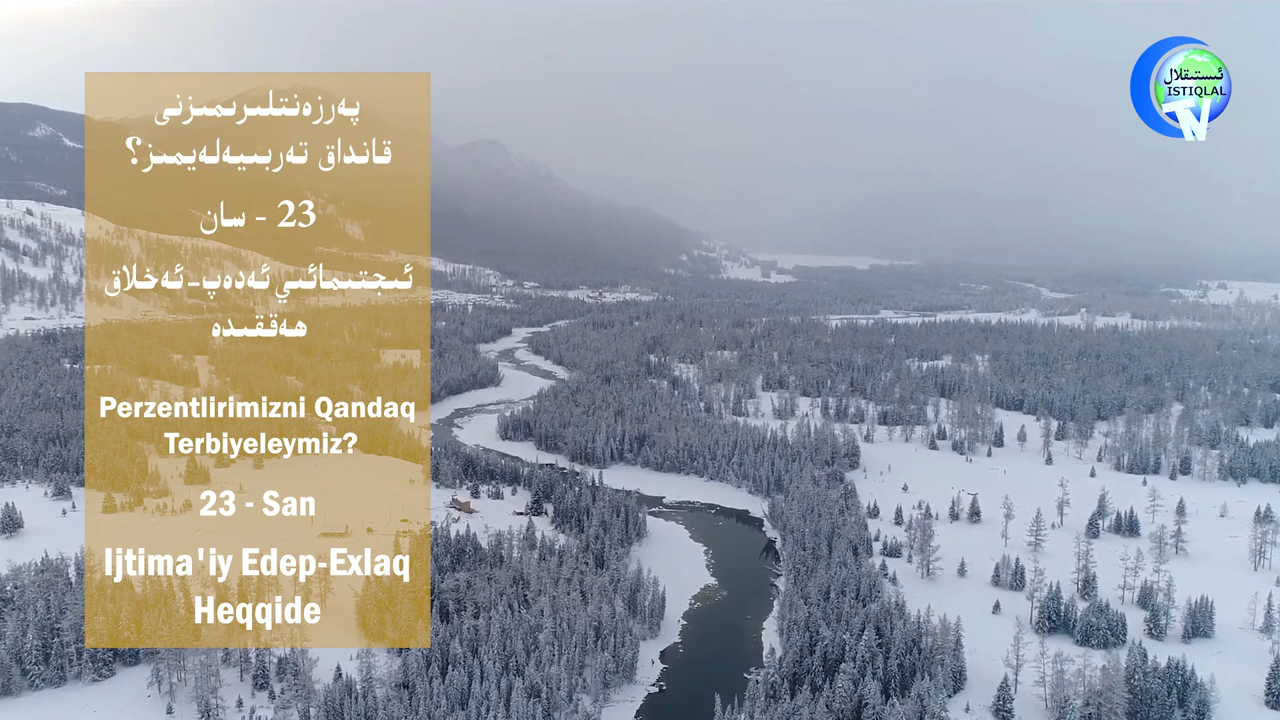 پەرزەنتلىرىمىزنى
قانداق تەربىيەلەيمىز؟
23 - سان
ئىجتىمائىي ئەدەپ-ئەخلاق
ھەققىدە
Perzentlirimizni Qandaq
Terbiyeleymiz?
23 - San
Ijtima'iy Edep-Exlaq
Heqqide
ئىستىقلال
ISTIQLAL
TV